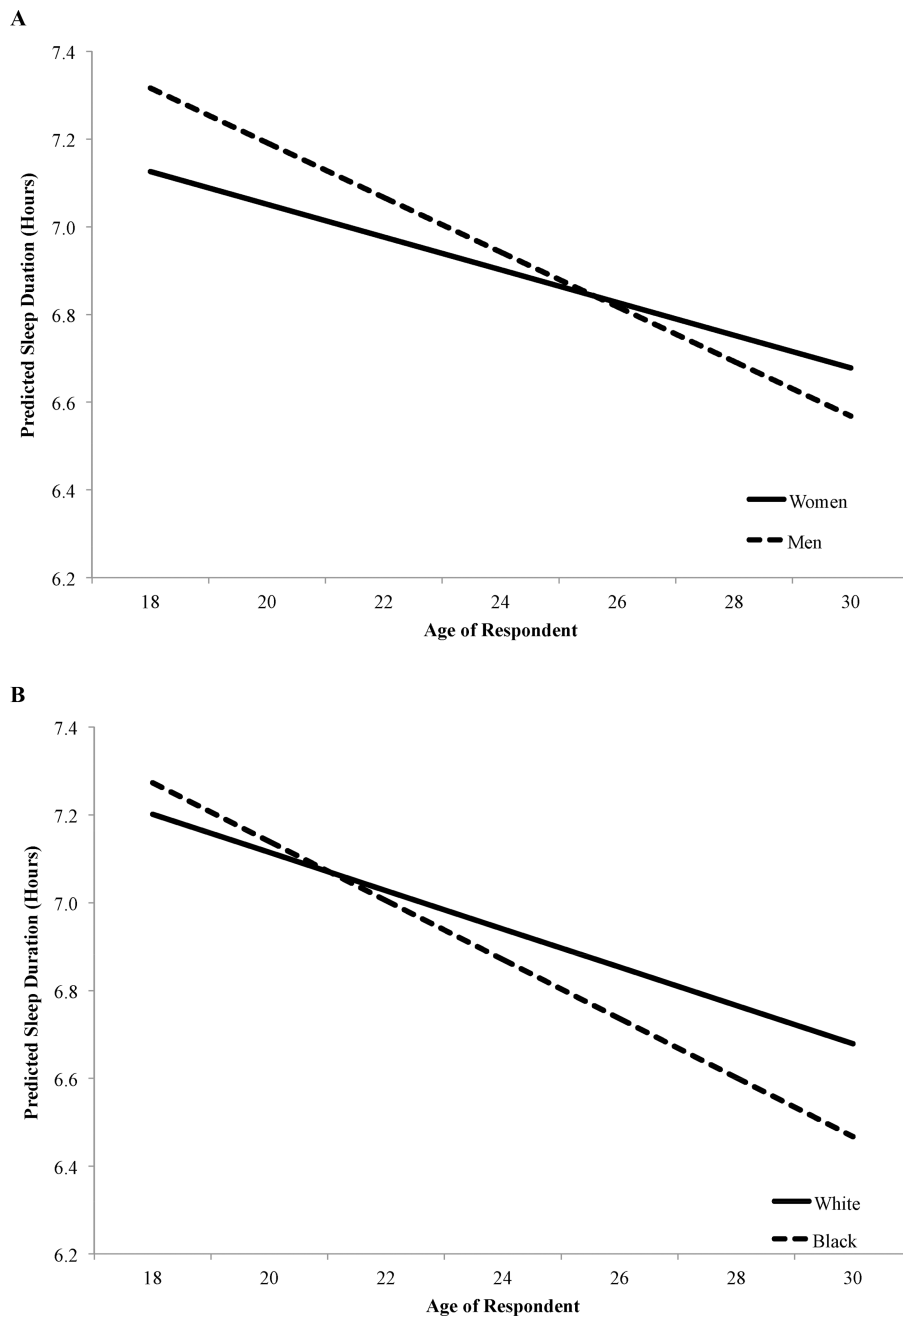 A
7.4
7.2
7.0
6.8
6.6
6.4
6.2
Predicted Sleep Duation (Hours)
Women
Men
18 20 22 24 26 28 30
Age of Respondent
B
7.4
7.2
7.0
6.8
6.6
6.4
6.2
Predicted Sleep Duration (Hours)
White
Black
18 20 22 24 26 28 30
Age of Respondent